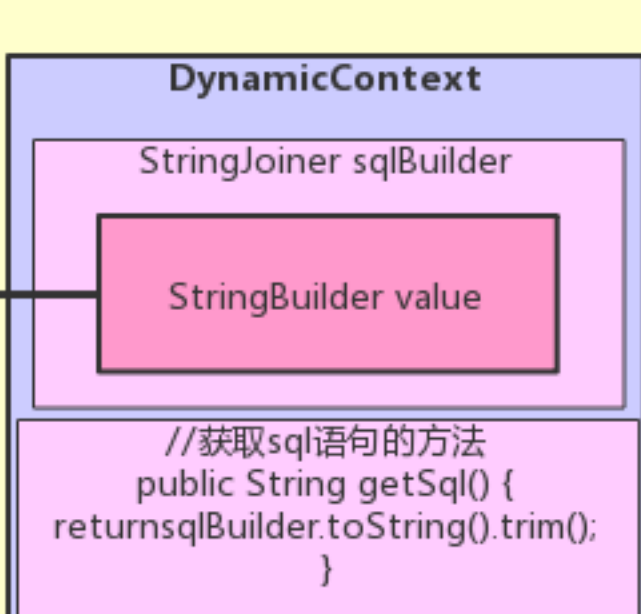 DynamicContext
StringJoiner sqlBuilder
StringBuilder value
//获取sql语句的方法
public String getSql() {
returnsqlBuilder.toString().trim();
}